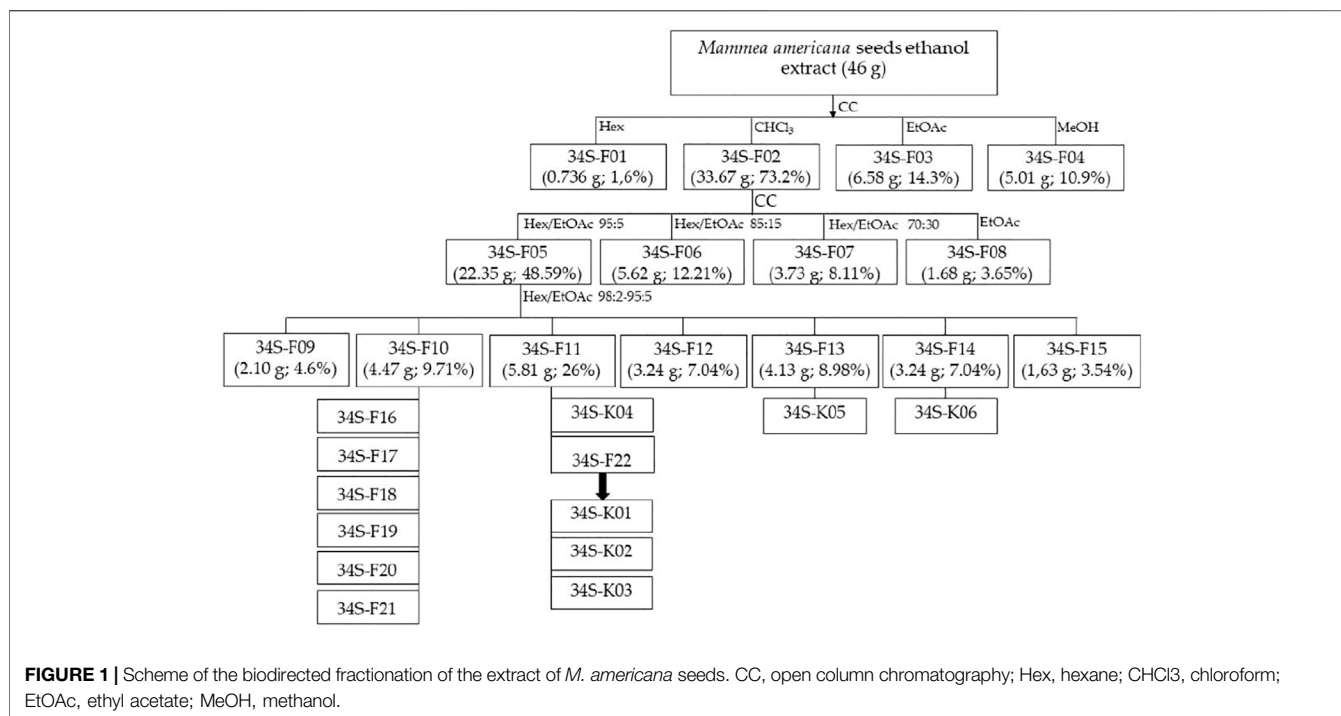 Mammea americana seeds ethanol
extract (46 g)
CC
Hex
CHCl3
EtOAc
MeOH
34S-F01
(0.736 g; 1,6%)
34S-F02
(33.67 g; 73.2%)
34S-F03
(6.58 g; 14.3%)
34S-F04
(5.01 g; 10.9%)
CC
Hex/EtOAc 95:5
Hex/EtOAc 85:15
Hex/EtOAc 70:30
EtOAc
34S-F05
(22.35 g; 48.59%)
34S-F06
(5.62 g; 12.21%)
34S-F07
(3.73 g; 8.11%)
34S-F08
(1.68 g; 3.65%)
Hex/EtOAc 98:2-95:5
34S-F09
(2.10 g; 4.6%)
34S-F10
(4.47 g; 9.71%)
34S-F11
(5.81 g; 26%)
34S-F12
(3.24 g; 7.04%)
34S-F13
(4.13 g; 8.98%)
34S-F14
(3.24 g; 7.04%)
34S-F15
(1,63 g; 3.54%)
34S-F16
34S-F17
34S-F18
34S-F19
34S-F20
34S-F21
34S-K04
34S-F22
34S-K01
34S-K02
34S-K03
34S-K05
34S-K06
FIGURE 1 | Scheme of the biodirected fractionation of the extract of M. americana seeds. CC, open column chromatography; Hex, hexane; CHCl3, chloroform;
EtOAc, ethyl acetate; MeOH, methanol.